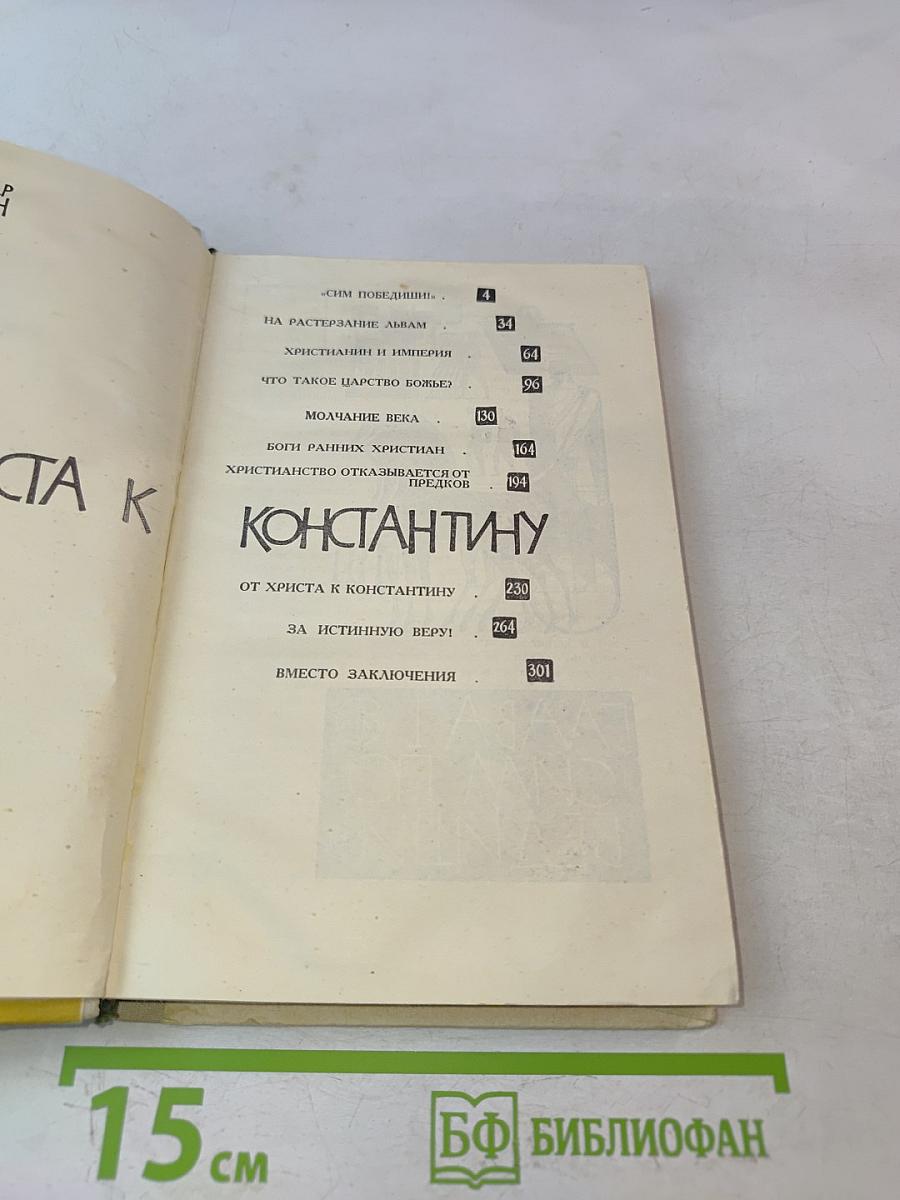 Р
Н
СТА К
«СИМ ПОБЕДИШИ!» . 4
НА РАСТЕРЗАНИЕ ЛЬВАМ . 34
ХРИСТИАНИН И ИМПЕРИЯ . 64
ЧТО ТАКОЕ ЦАРСТВО БОЖЬЕ? . 96
МОЛЧАНИЕ ВЕКА . 130
БОГИ РАННИХ ХРИСТИАН . 164
ХРИСТИАНСТВО ОТКАЗЫВАЕТСЯ ОТ
ПРЕДКОВ . 194
КОНСТАНТИНУ
ОТ ХРИСТА К КОНСТАНТИНУ . 230
ЗА ИСТИННУЮ ВЕРУ! . 264
ВМЕСТО ЗАКЛЮЧЕНИЯ . 301
15 см
БФ БИБЛИОФАН